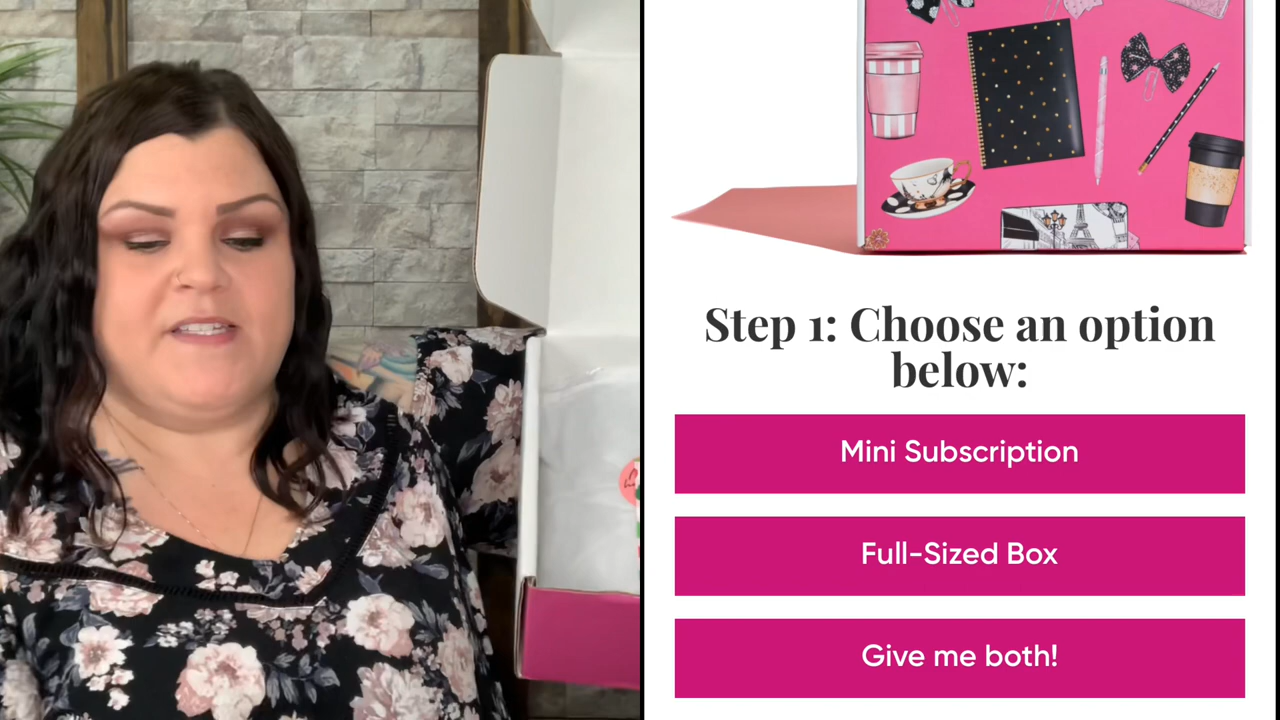 Step 1: Choose an option
below:
Mini Subscription
Full-Sized Box
Give me both!